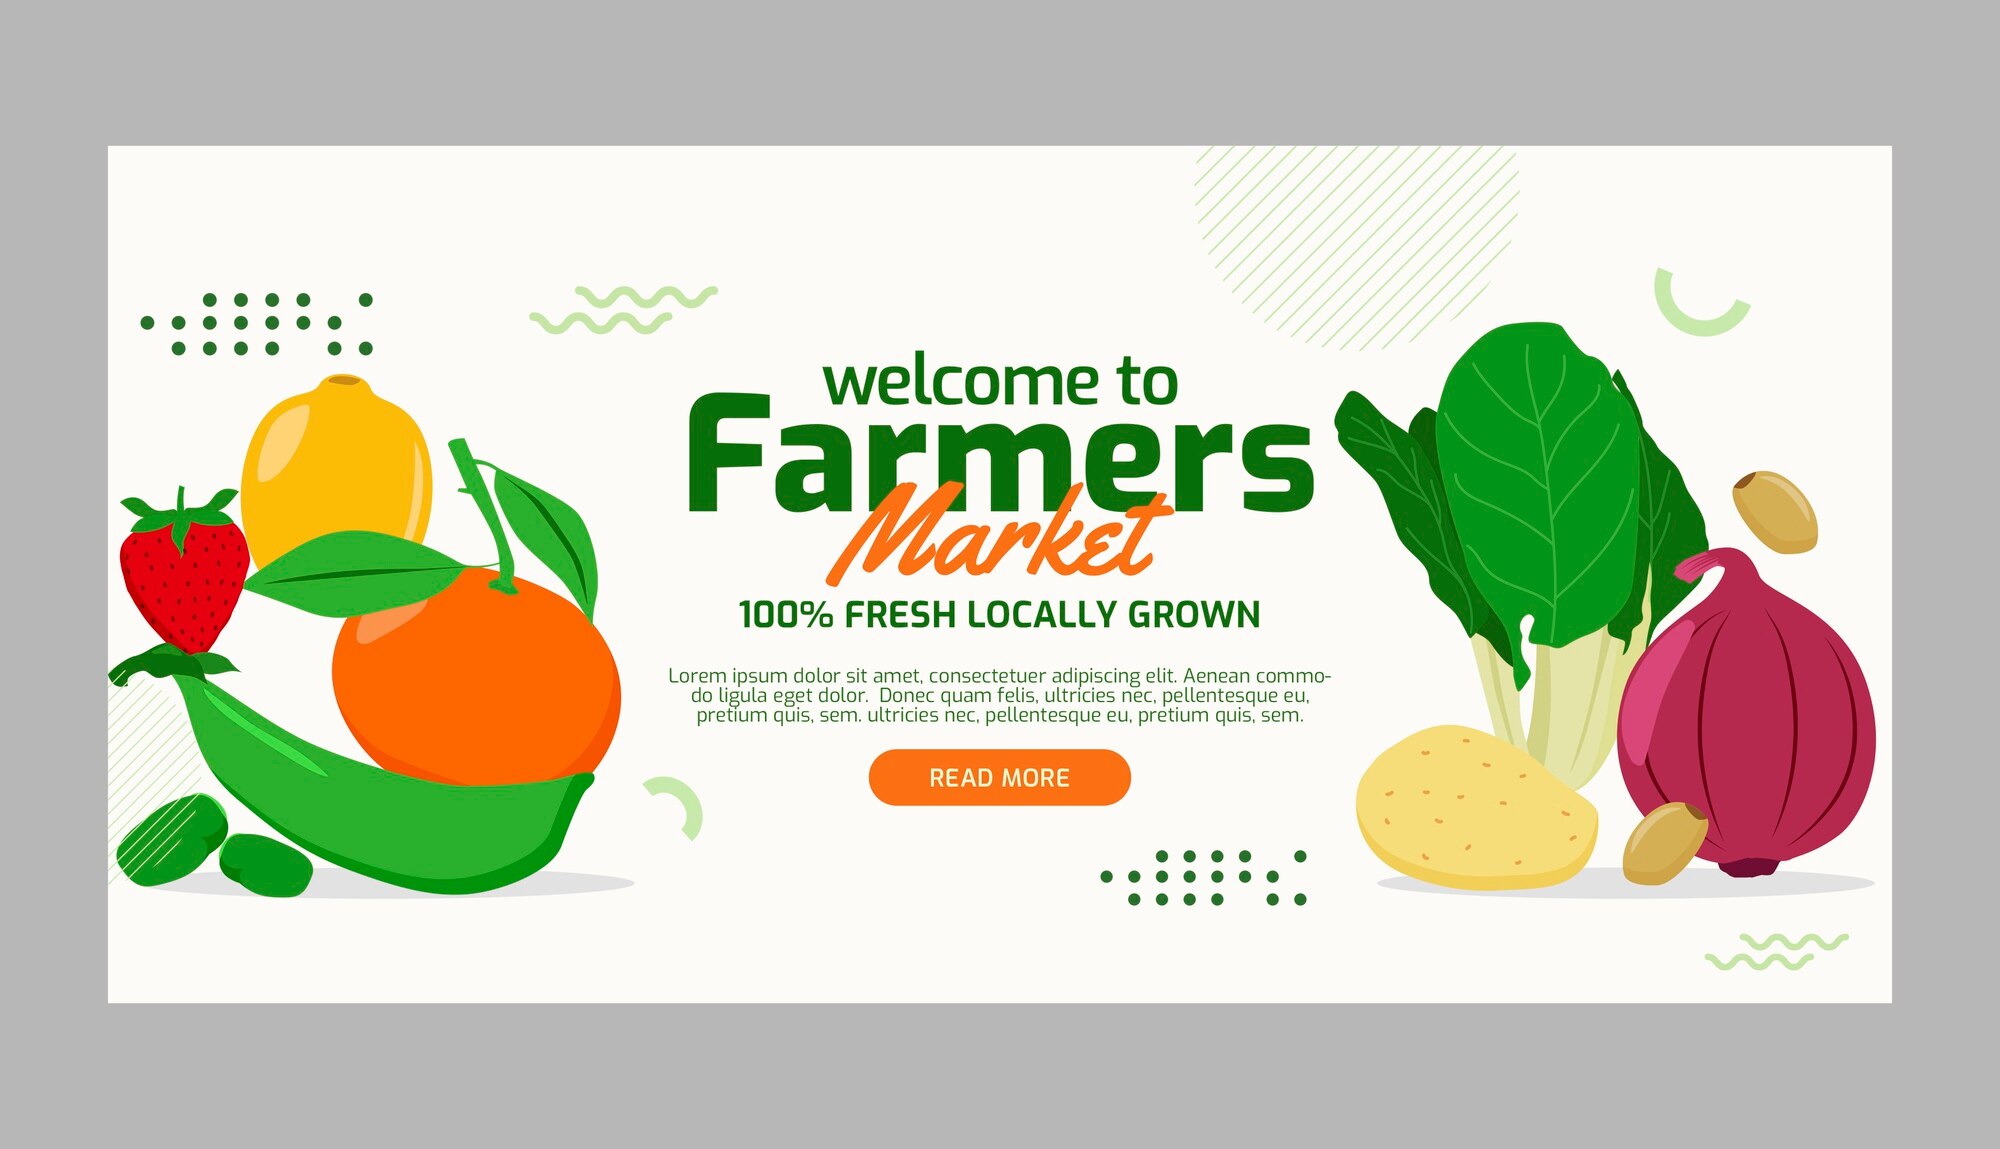 welcome to
Farmers
Market
100% FRESH LOCALLY GROWN
Lorem ipsum dolor sit amet, consectetuer adipiscing elit. Aenean commo-
do ligula eget dolor.  Donec quam felis, ultricies nec, pellentesque eu,
pretium quis, sem. ultricies nec, pellentesque eu, pretium quis, sem.
READ MORE